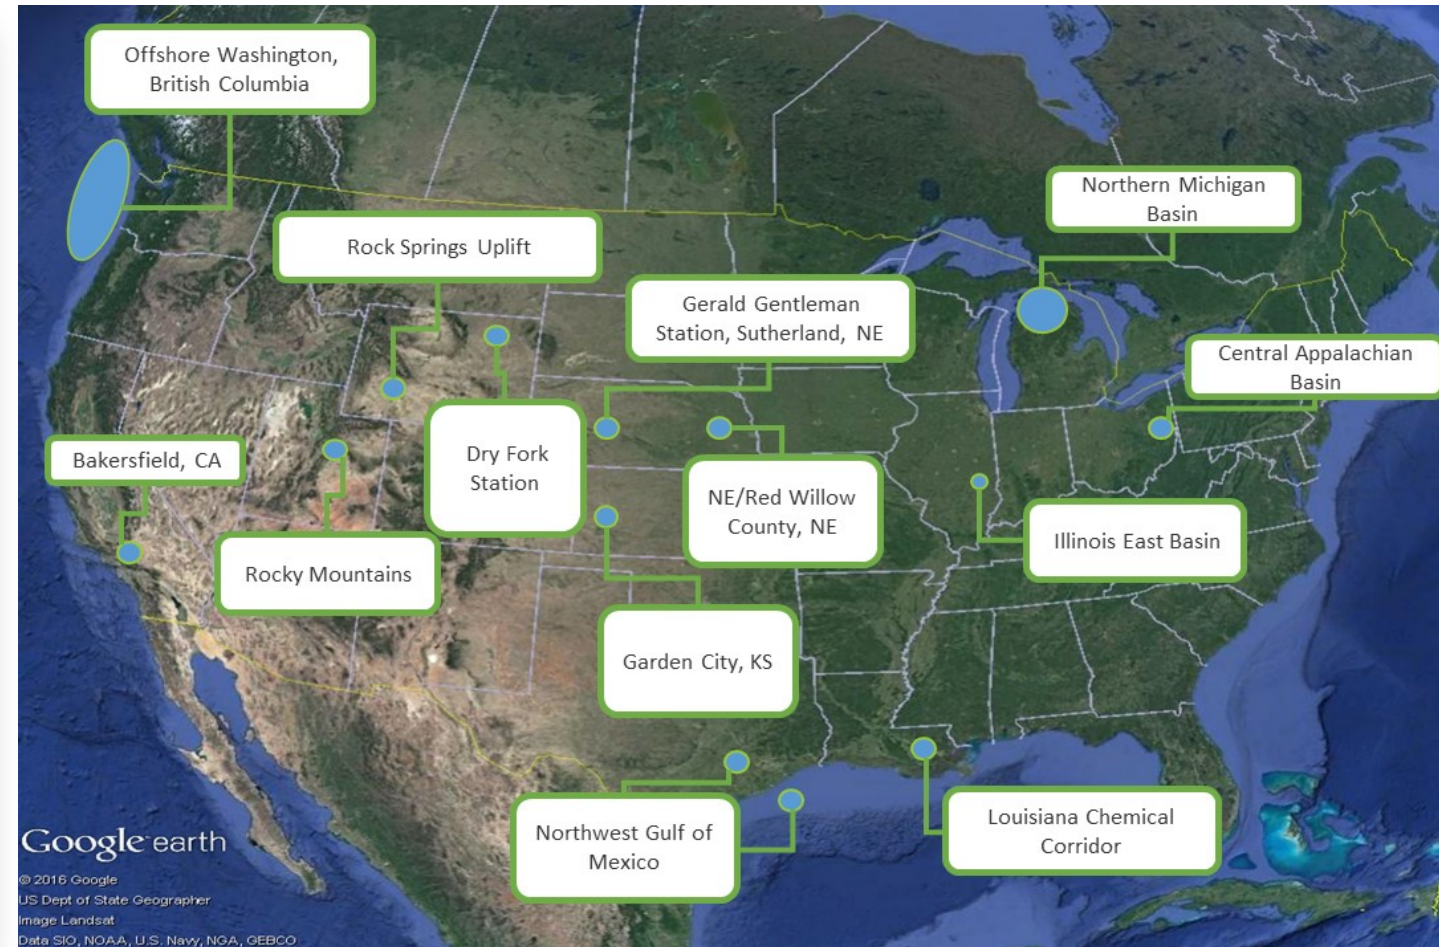 Offshore Washington,
British Columbia
Northern Michigan
Basin
Rock Springs Uplift
Gerald Gentleman
Station, Sutherland, NE
Central Appalachian
Basin
Bakersfield, CA
Dry Fork
Station
NE/Red Willow
County, NE
Illinois East Basin
Rocky Mountains
Garden City, KS
Northwest Gulf of
Mexico
Louisiana Chemical
Corridor
Google earth
© 2016 Google
US Dept of State Geographer
Image Landsat
Data SIO, NOAA, U.S. Navy, NGA, GEBCO